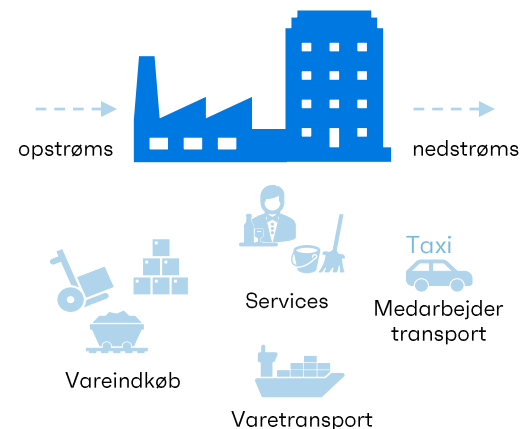 opstrøms
nedstrøms
Taxi
Services
Medarbejder
transport
Vareindkøb
Varetransport